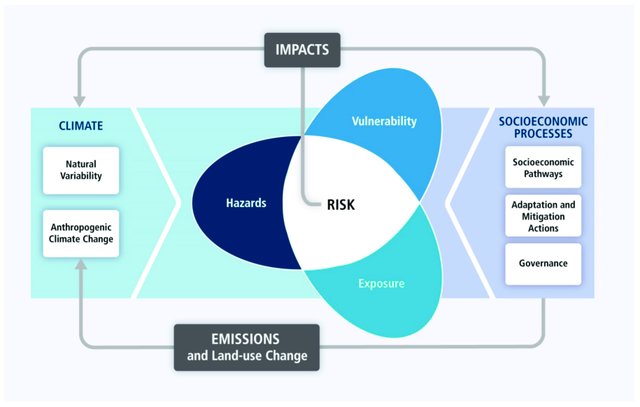 IMPACTS
CLIMATE
Natural
Variability
Anthropogenic
Climate Change
Vulnerability
Hazards
RISK
Exposure
SOCIOECONOMIC
PROCESSES
Socioeconomic
Pathways
Adaptation and
Mitigation
Actions
Governance
EMISSIONS
and Land-use Change